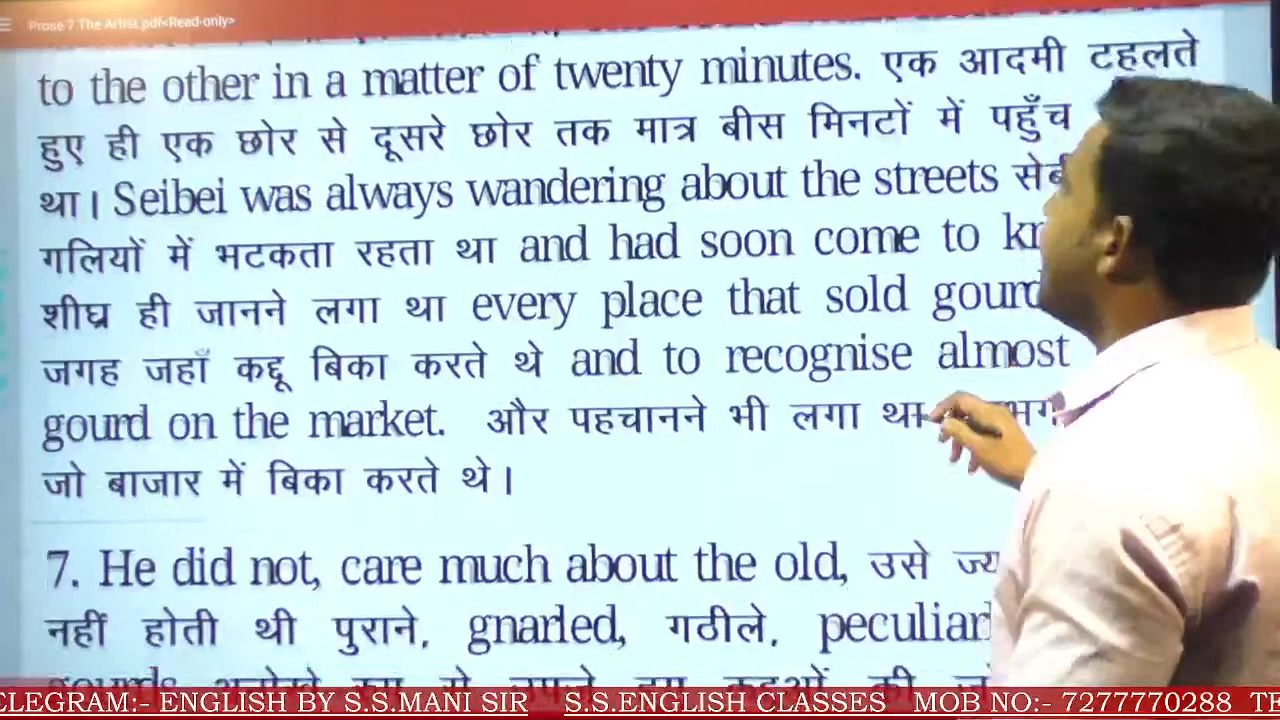 Prose 7 The Artist.pdf<Read-only>
to the other in a matter of twenty minutes. एक आदमी टहलते
हुए ही एक छोर से दूसरे छोर तक मात्र बीस मिनटों में पहुँच
था। Seibei was always wandering about the streets
गलियों में भटकता रहता था and had soon come to
शीघ्र ही जानने लगा था every place that sold
जगह जहाँ कद्दू बिका करते थे and to recognise almost
gourd on the market. और पहचानने भी लगा था
जो बाजार में बिका करते थे।
7. He did not, care much about the old, उसे
नहीं होती थी पुराने, gnarled, गठीले, peculiar
ELEGRAM:- ENGLISH BY S.S.MANI SIR S.S.ENGLISH CLASSES MOB NO:- 7277770288 TE